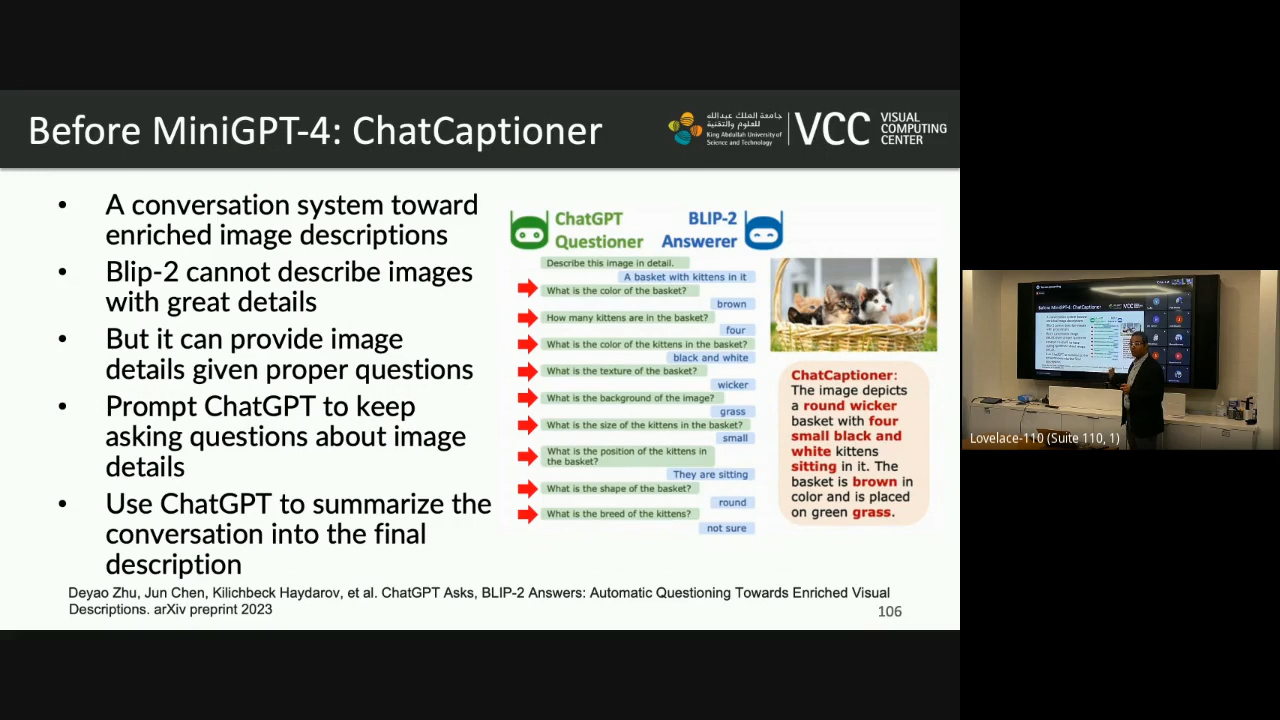 Before MiniGPT-4: ChatCaptioner
جامعة الملك عبدالله
للعلوم والتقنية
King Abdullah University of
Science and Technology
VCC
VISUAL
COMPUTING
CENTER
• A conversation system toward
enriched image descriptions
• Blip-2 cannot describe images
with great details
• But it can provide image
details given proper questions
• Prompt ChatGPT to keep
asking questions about image
details
• Use ChatGPT to summarize the
conversation into the final
description
ChatGPT
Questioner
BLIP-2
Answerer
Describe this image in detail.
A basket with kittens in it
What is the color of the basket?
brown
How many kittens are in the basket?
four
What is the color of the kittens in the basket?
black and white
What is the texture of the basket?
wicker
What is the background of the image?
grass
What is the size of the kittens in the basket?
small
What is the position of the kittens in
the basket?
They are sitting
What is the shape of the basket?
round
What is the breed of the kittens?
not sure
ChatCaptioner:
The image depicts
a round wicker
basket with four
small black and
white kittens
sitting in it. The
basket is brown in
color and is placed
on green grass.
Deyao Zhu, Jun Chen, Kilichbeck Haydarov, et al. ChatGPT Asks, BLIP-2 Answers: Automatic Questioning Towards Enriched Visual
Descriptions. arXiv preprint 2023
106
Before MiniGPT-4: ChatCaptioner
VCC
Lovelace-110 (Suite 110, 1)